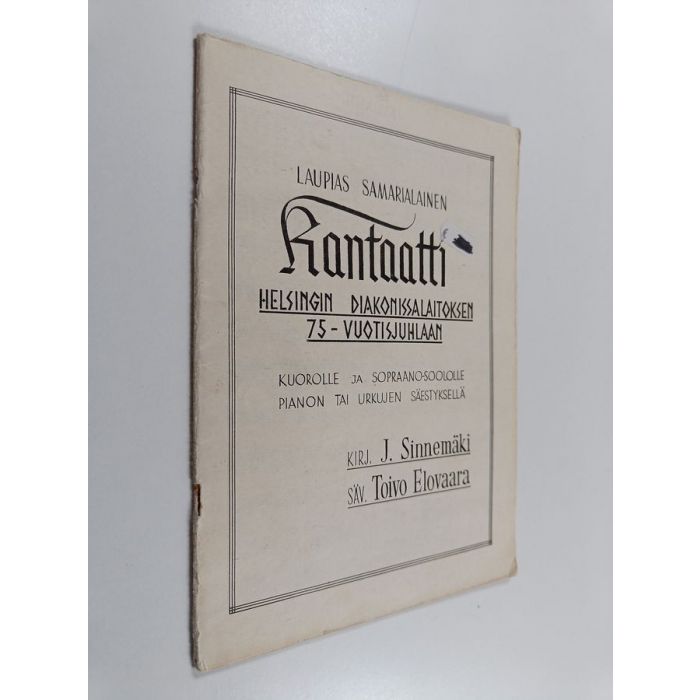 LAUPIAS SAMARIALAINEN
Kantaatti
HELSINGIN DIAKONISSALAITOKSEN
75-VUOTISJUHLAAN
KUOROLLE JA SOPRAANO-SOOLOLLE
PIANON TAI URKUJEN SÄESTYKSELLÄ
KIRJ. J. Sinnemäki
SÄV. Toivo Elovaara